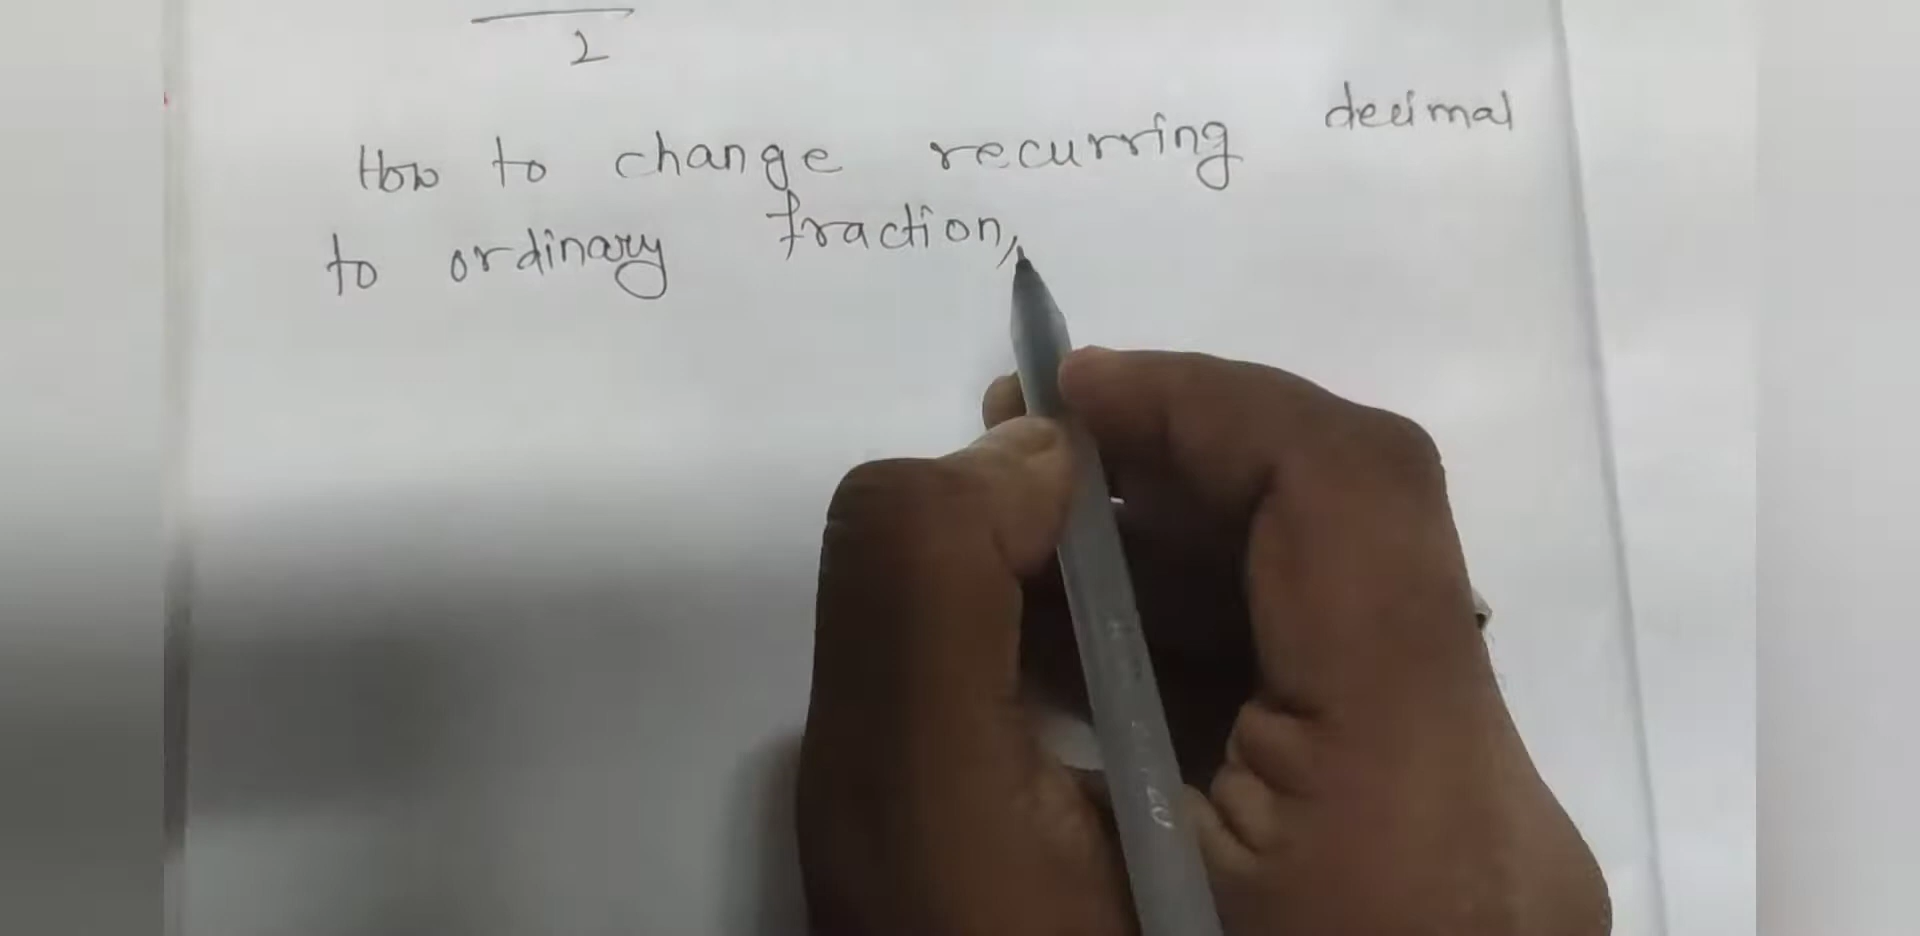 2
How to change recurring decimal
to ordinary fraction,